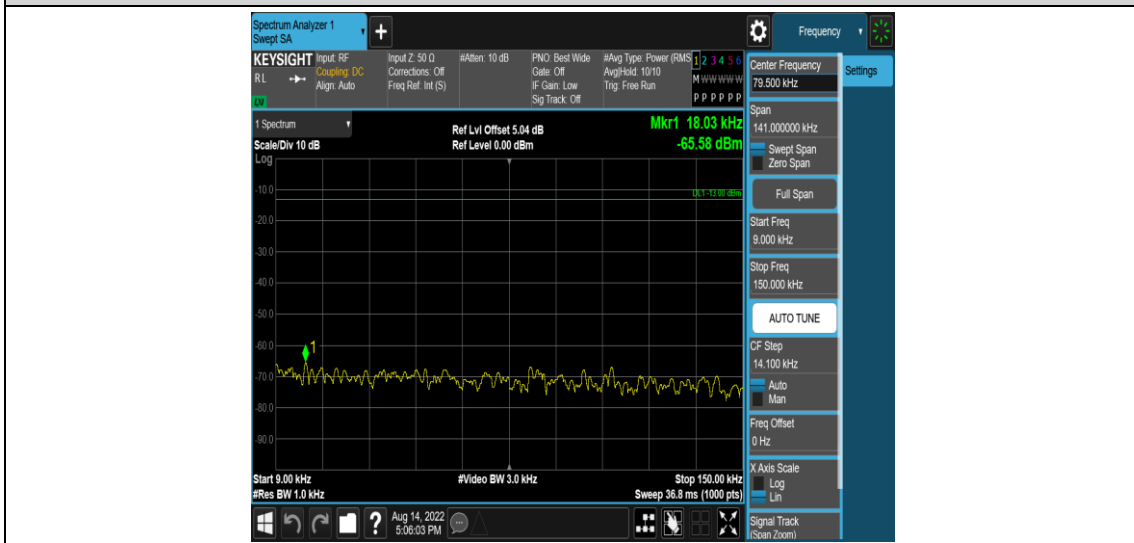 Spectrum Analyzer 1
Swept SA
+
Frequency
KEYSIGHT
RL
LXI
Input: RF
Coupling: DC
Align: Auto
Input Z: 50 Ω
Corrections: Off
Freq Ref: Int (S)
#Atten: 10 dB
PNO: Best Wide
Gate: Off
IF Gain: Low
Sig Track: Off
#Avg Type: Power (RMS
Avg|Hold: 10/10
Trig: Free Run
1 2 3 4 5 6
M W W W W W
P P P P P P
1 Spectrum
Scale/Div 10 dB
Log
Ref Lvl Offset 5.04 dB
Ref Level 0.00 dBm
Mkr1 18.03 kHz
-65.58 dBm
DL1 -13.00 dBm
-10.0
-20.0
-30.0
-40.0
-50.0
-60.0
-70.0
-80.0
-90.0
1
Start 9.00 kHz
#Res BW 1.0 kHz
#Video BW 3.0 kHz
Stop 150.00 kHz
Sweep 36.8 ms (1000 pts)
Center Frequency
79.500 kHz
Settings
Span
141.000000 kHz
Swept Span
Zero Span
Full Span
Start Freq
9.000 kHz
Stop Freq
150.000 kHz
AUTO TUNE
CF Step
14.100 kHz
Auto
Man
Freq Offset
0 Hz
X Axis Scale
Log
Lin
Signal Track
(Span Zoom)
?
Aug 14, 2022
5:06:03 PM